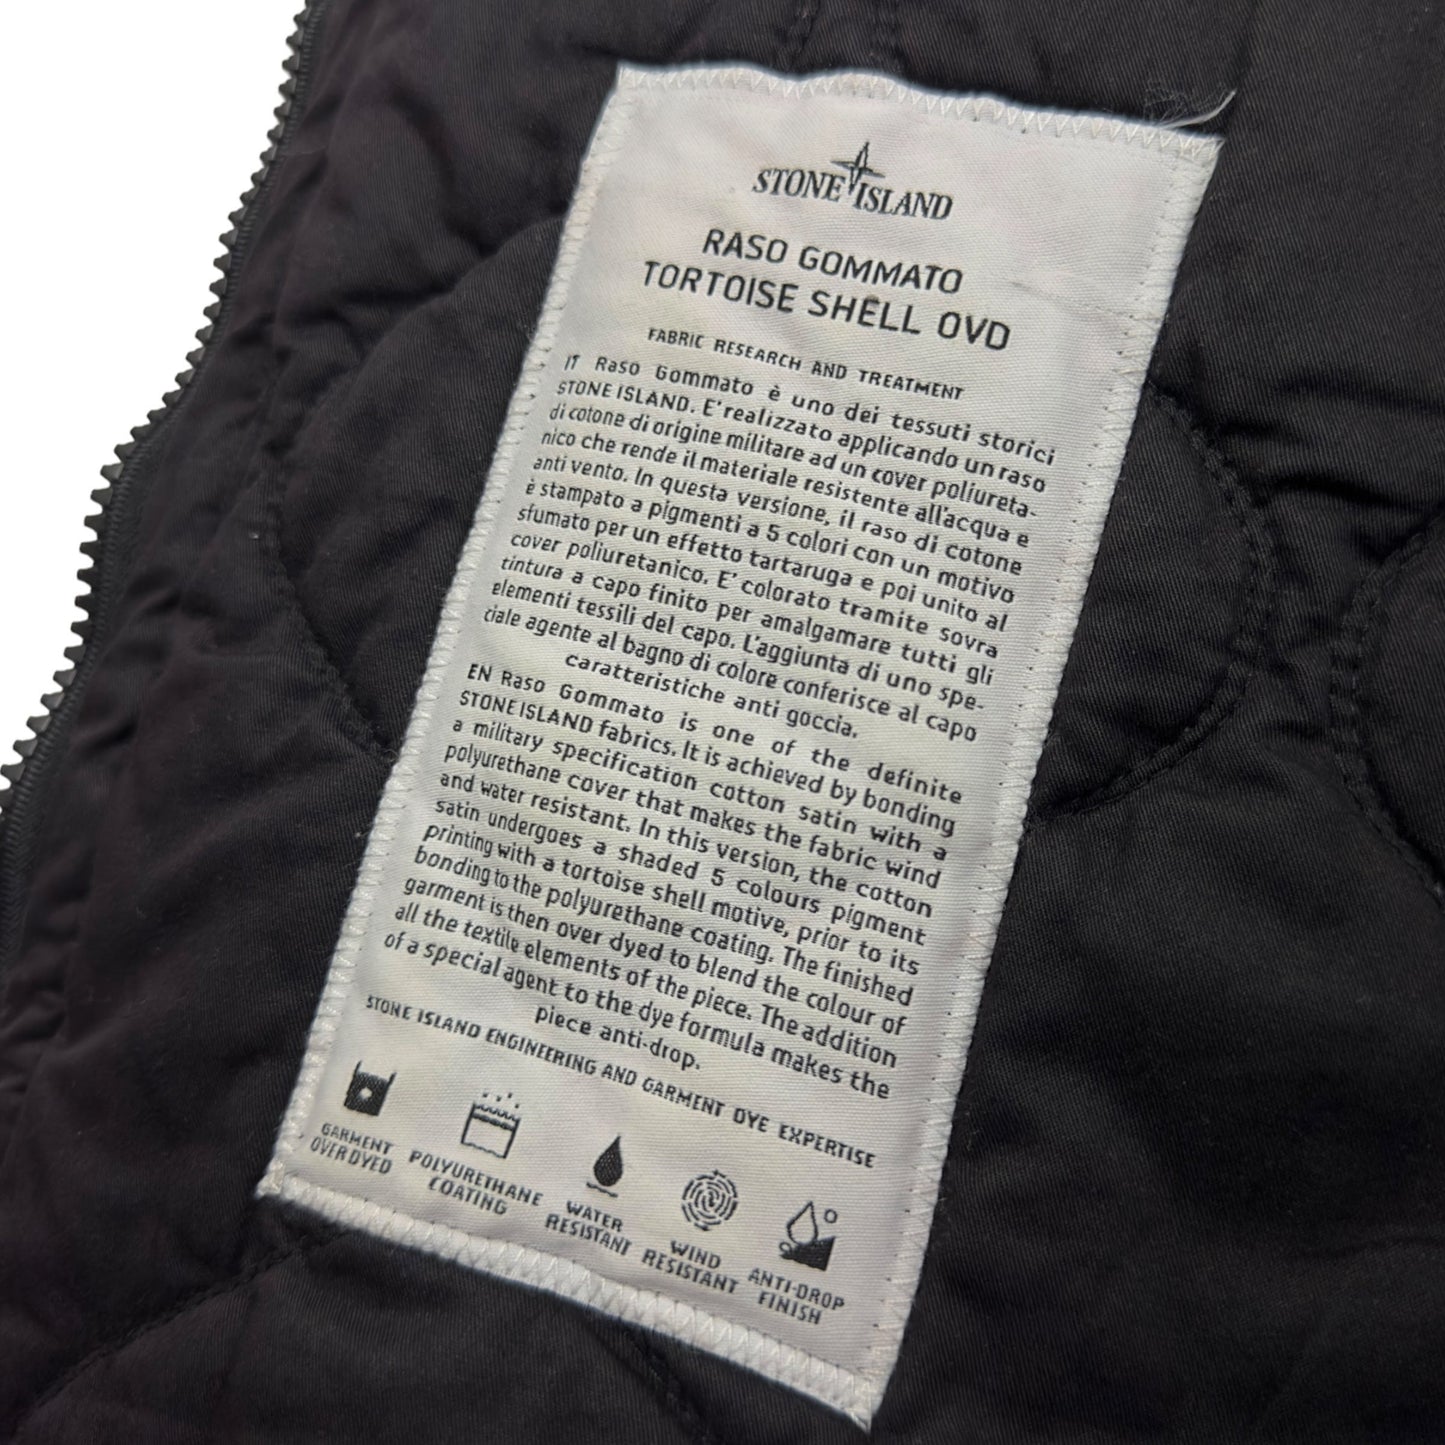 STONE ISLAND
RASO GOMMATO
TORTOISE SHELL OVD
FABRIC RESEARCH AND TREATMENT
IT Raso Gommato è uno dei tessuti storici
STONE ISLAND. E' realizzato applicando un raso
di cotone di origine militare ad un cover poliureta-
nico che rende il materiale resistente all'acqua e
anti vento. In questa versione, il raso di cotone
è stampato a pigmenti a 5 colori con un motivo
sfumato per un effetto tartaruga e poi unito al
cover poliuretanico. E' colorato tramite sovra
tintura a capo finito per amalgamare tutti gli
elementi tessili del capo. L'aggiunta di uno spe-
ciale agente al bagno di colore conferisce al capo
caratteristiche anti goccia.
EN Raso Gommato is one of the definite
STONE ISLAND fabrics. It is achieved by bonding
a military specification cotton satin with a
polyurethane cover that makes the fabric wind
and water resistant. In this version, the cotton
satin undergoes a shaded 5 colours pigment
printing with a tortoise shell motive, prior to its
bonding to the polyurethane coating. The finished
garment is then over dyed to blend the colour of
all the textile elements of the piece. The addition
of a special agent to the dye formula makes the
piece anti-drop.
STONE ISLAND ENGINEERING AND GARMENT DYE EXPERTISE
GARMENT
OVER DYED
POLYURETHANE
COATING
WATER
RESISTANT
WIND
RESISTANT
ANTI-DROP
FINISH